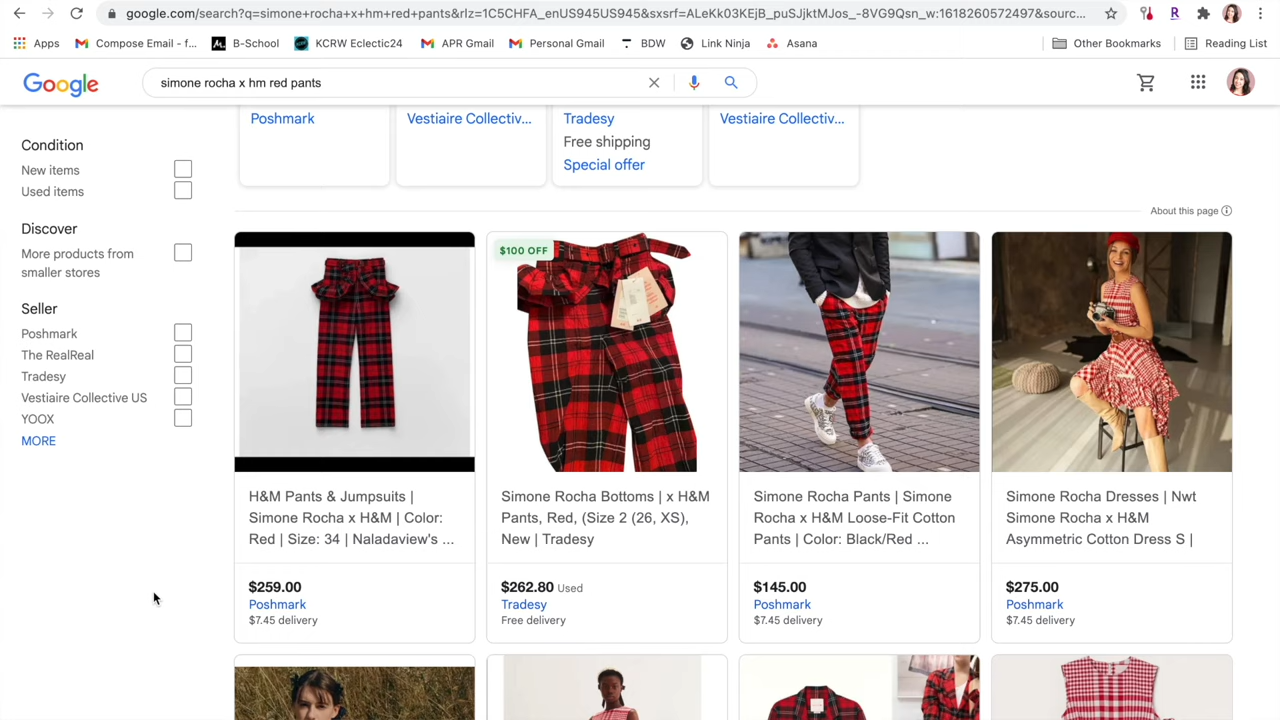 google.com/search?q=simone+rocha+x+hm+red+pants&rlz=1C5CHFA_enUS945US945&sxsrf=ALeKk03KEjB_puSJjktMJos_-8VG9Qsn_w:1618260572497&sourc...
R
Apps
Compose Email - f...
B-School
KCRW Eclectic24
APR Gmail
Personal Gmail
BDW
Link Ninja
Asana
Other Bookmarks
Reading List
Google
simone rocha x hm red pants
Poshmark
Vestiaire Collectiv...
Tradesy
Free shipping
Special offer
Vestiaire Collectiv...
Condition
New items
Used items
Discover
More products from
smaller stores
Seller
Poshmark
The RealReal
Tradesy
Vestiaire Collective US
YOOX
MORE
About this page
H&M Pants & Jumpsuits |
Simone Rocha x H&M | Color:
Red | Size: 34 | Naladaview's ...
$259.00
Poshmark
$7.45 delivery
$100 OFF
Simone Rocha Bottoms | x H&M
Pants, Red, (Size 2 (26, XS),
New | Tradesy
$262.80 Used
Tradesy
Free delivery
Simone Rocha Pants | Simone
Rocha x H&M Loose-Fit Cotton
Pants | Color: Black/Red ...
$145.00
Poshmark
$7.45 delivery
Simone Rocha Dresses | Nwt
Simone Rocha x H&M
Asymmetric Cotton Dress S |
$275.00
Poshmark
$7.45 delivery